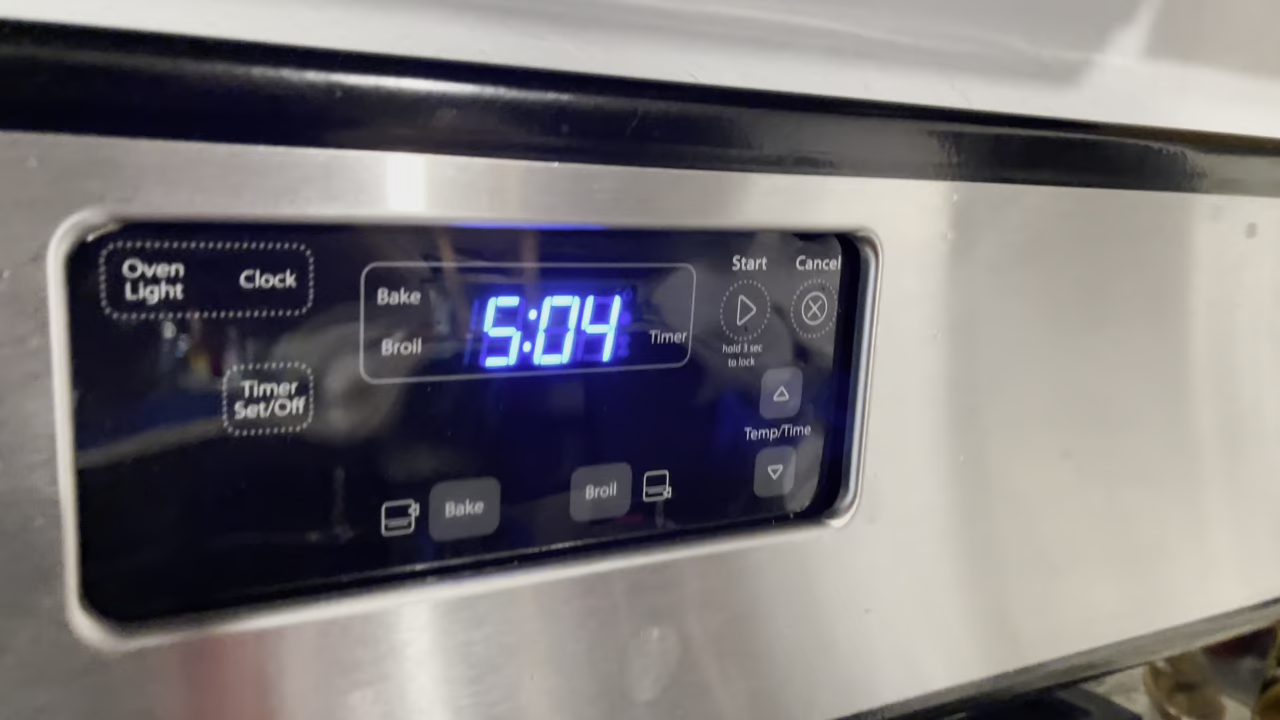 Oven
Light
Clock
Timer
Set/Off
Bake
Broil
5:04
Timer
Start
Cancel
hold 3 sec
to lock
Temp/Time
Bake
Broil